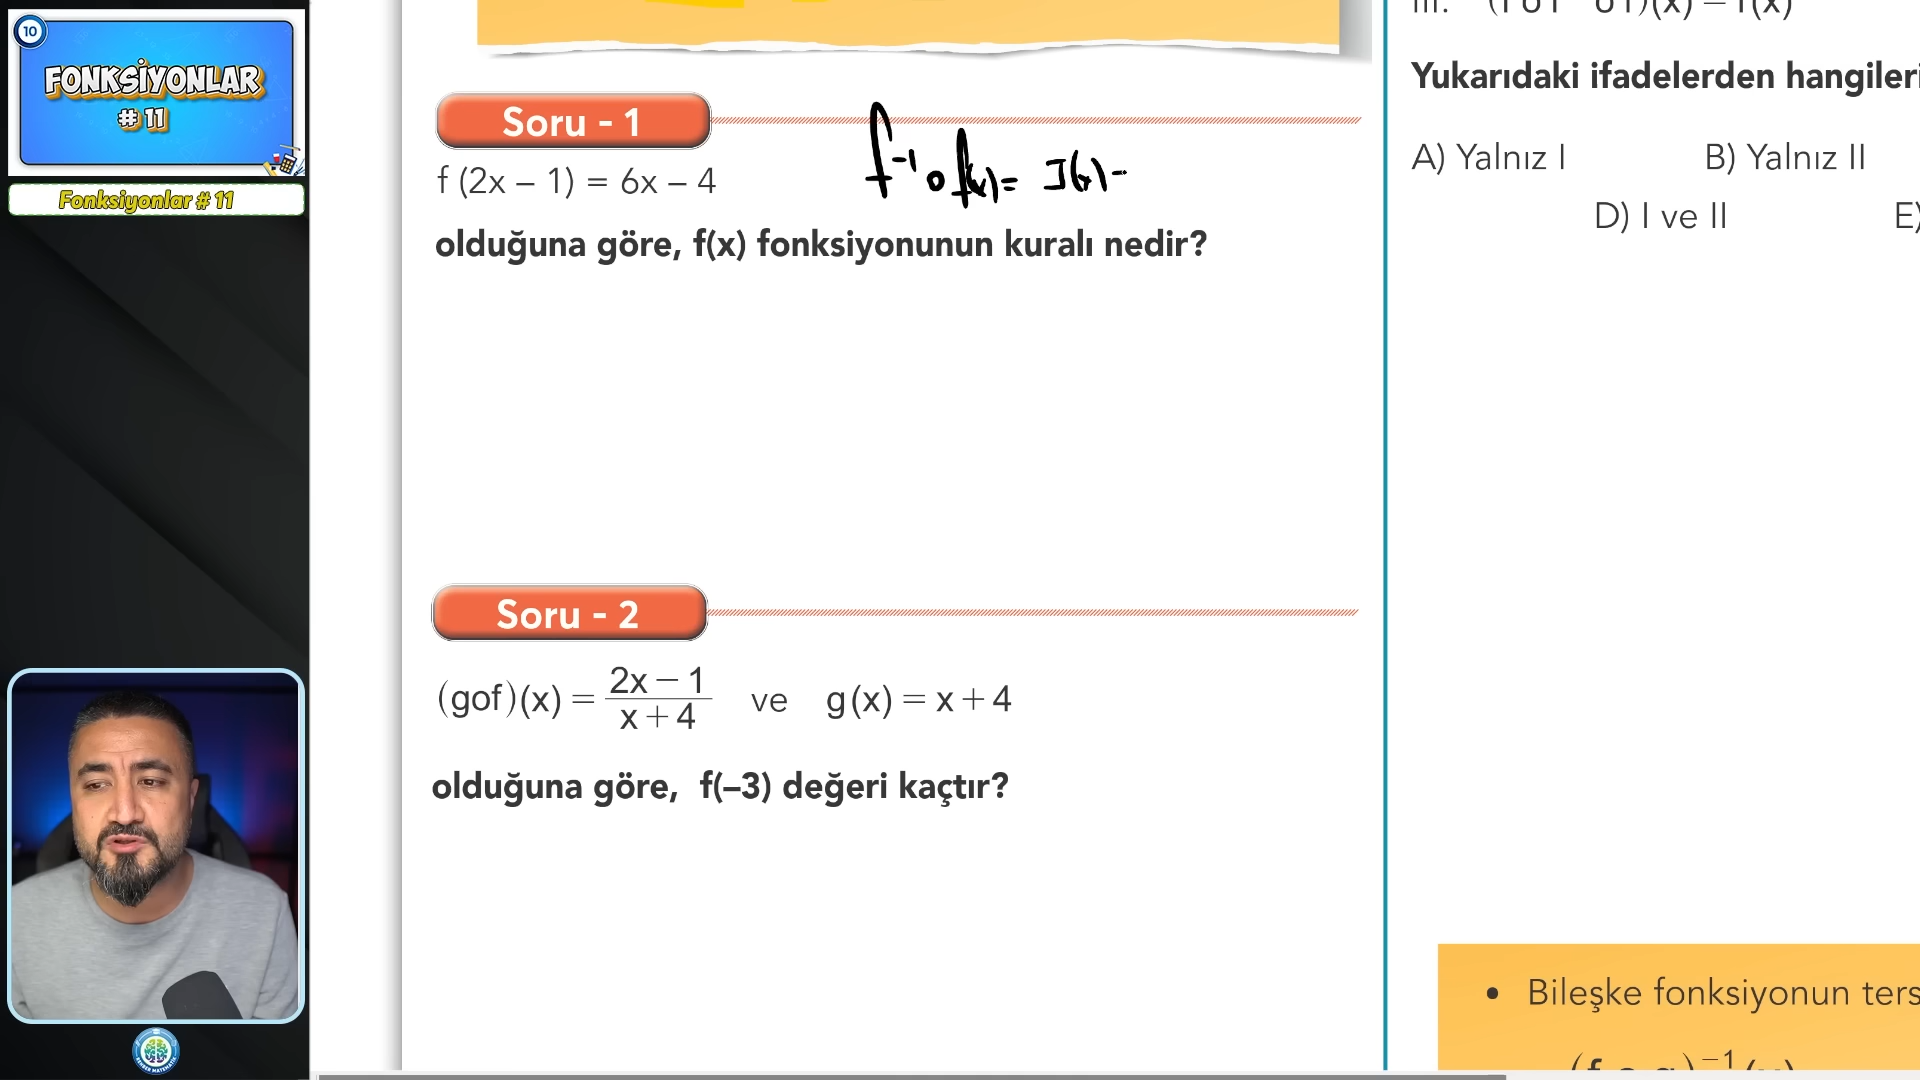 10
FONKSİYONLAR
# 11
Fonksiyonlar # 11
Soru - 1
f⁻¹ o f(x) = I(x) -
f (2x – 1) = 6x – 4
olduğuna göre, f(x) fonksiyonunun kuralı nedir?
Soru - 2
(gof)(x) = (2x – 1)/(x + 4) ve g(x) = x + 4
olduğuna göre, f(–3) değeri kaçtır?
Yukarıdaki ifadelerden hangileri
A) Yalnız I B) Yalnız II
D) I ve II E)
• Bileşke fonksiyonun ters